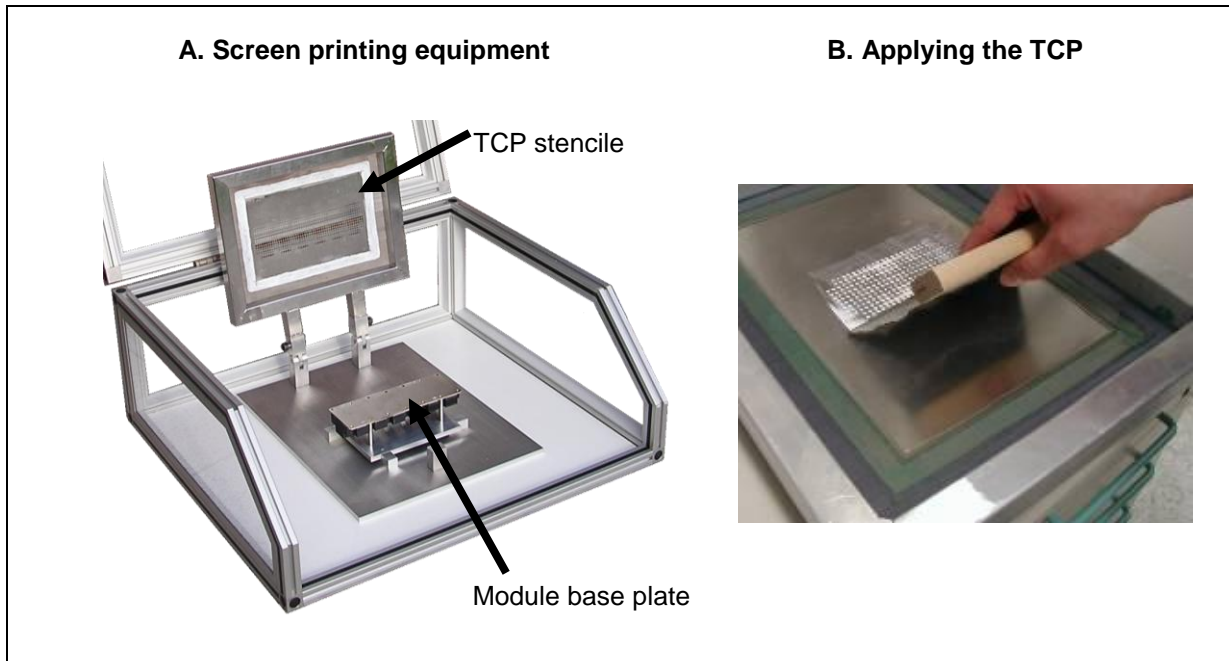 A. Screen printing equipment
B. Applying the TCP
TCP stencile
Module base plate